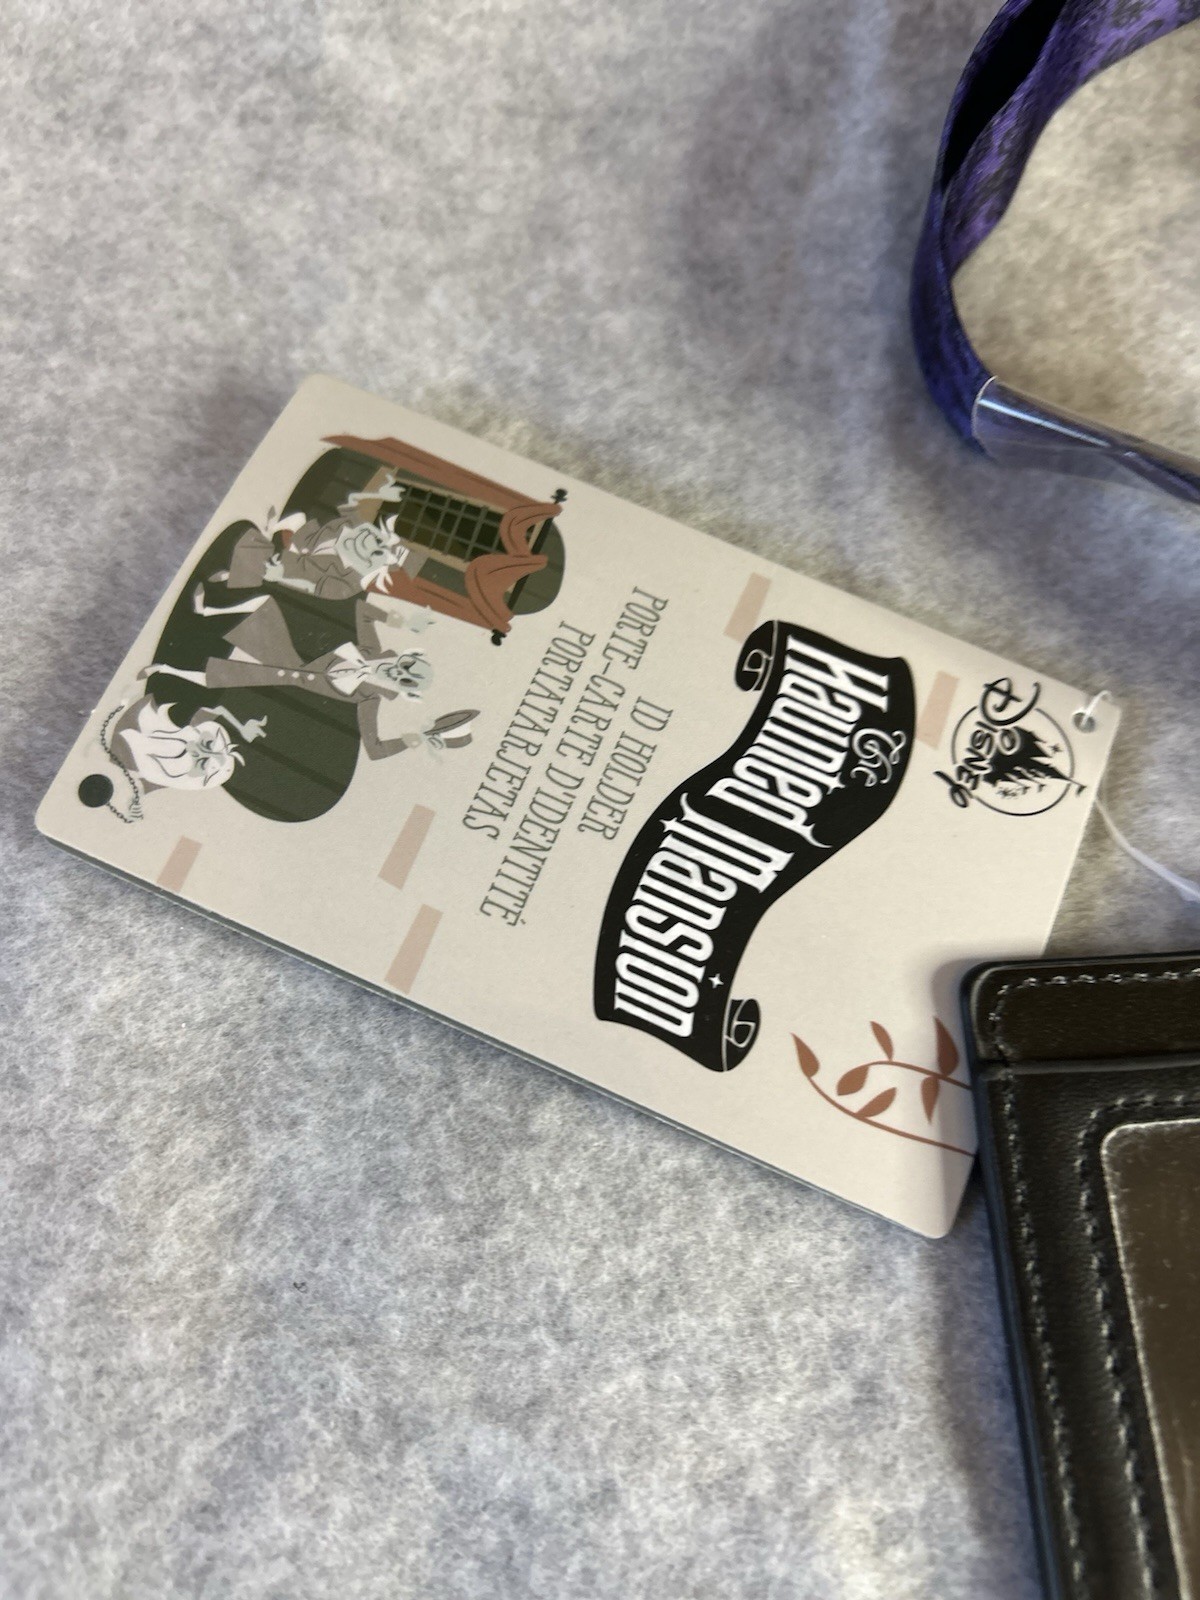 Disney
The
Haunted Mansion
ID HOLDER
PORTE-CARTE D'IDENTITÉ
PORTATARJETAS